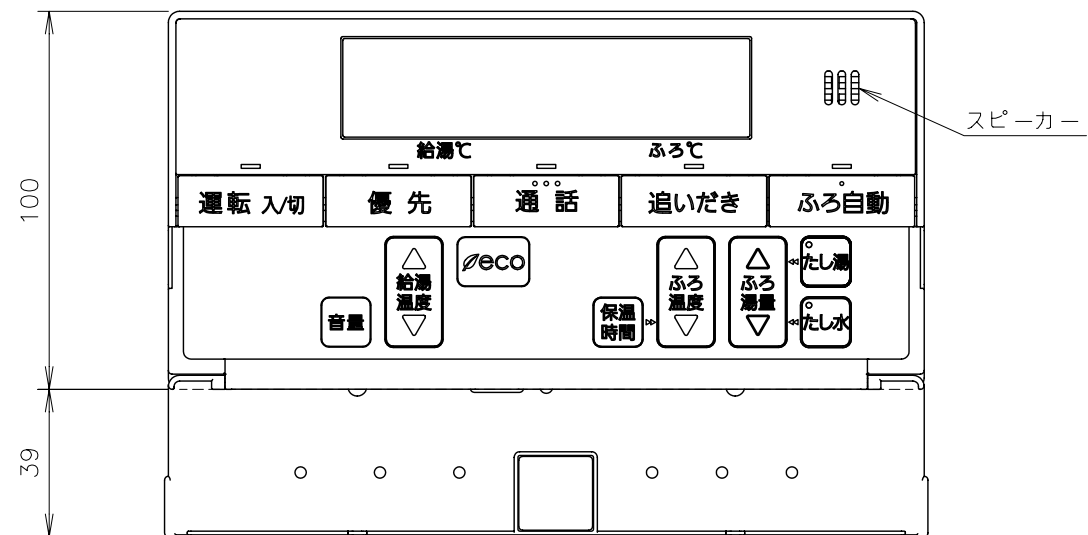 スピーカー
給湯℃
ふろ℃
100
運転 入/切
優先
通話
追いだき
ふろ自動
eco
たし湯
給湯
温度
ふろ
温度
ふろ
湯量
音量
保温
時間
たし水
39